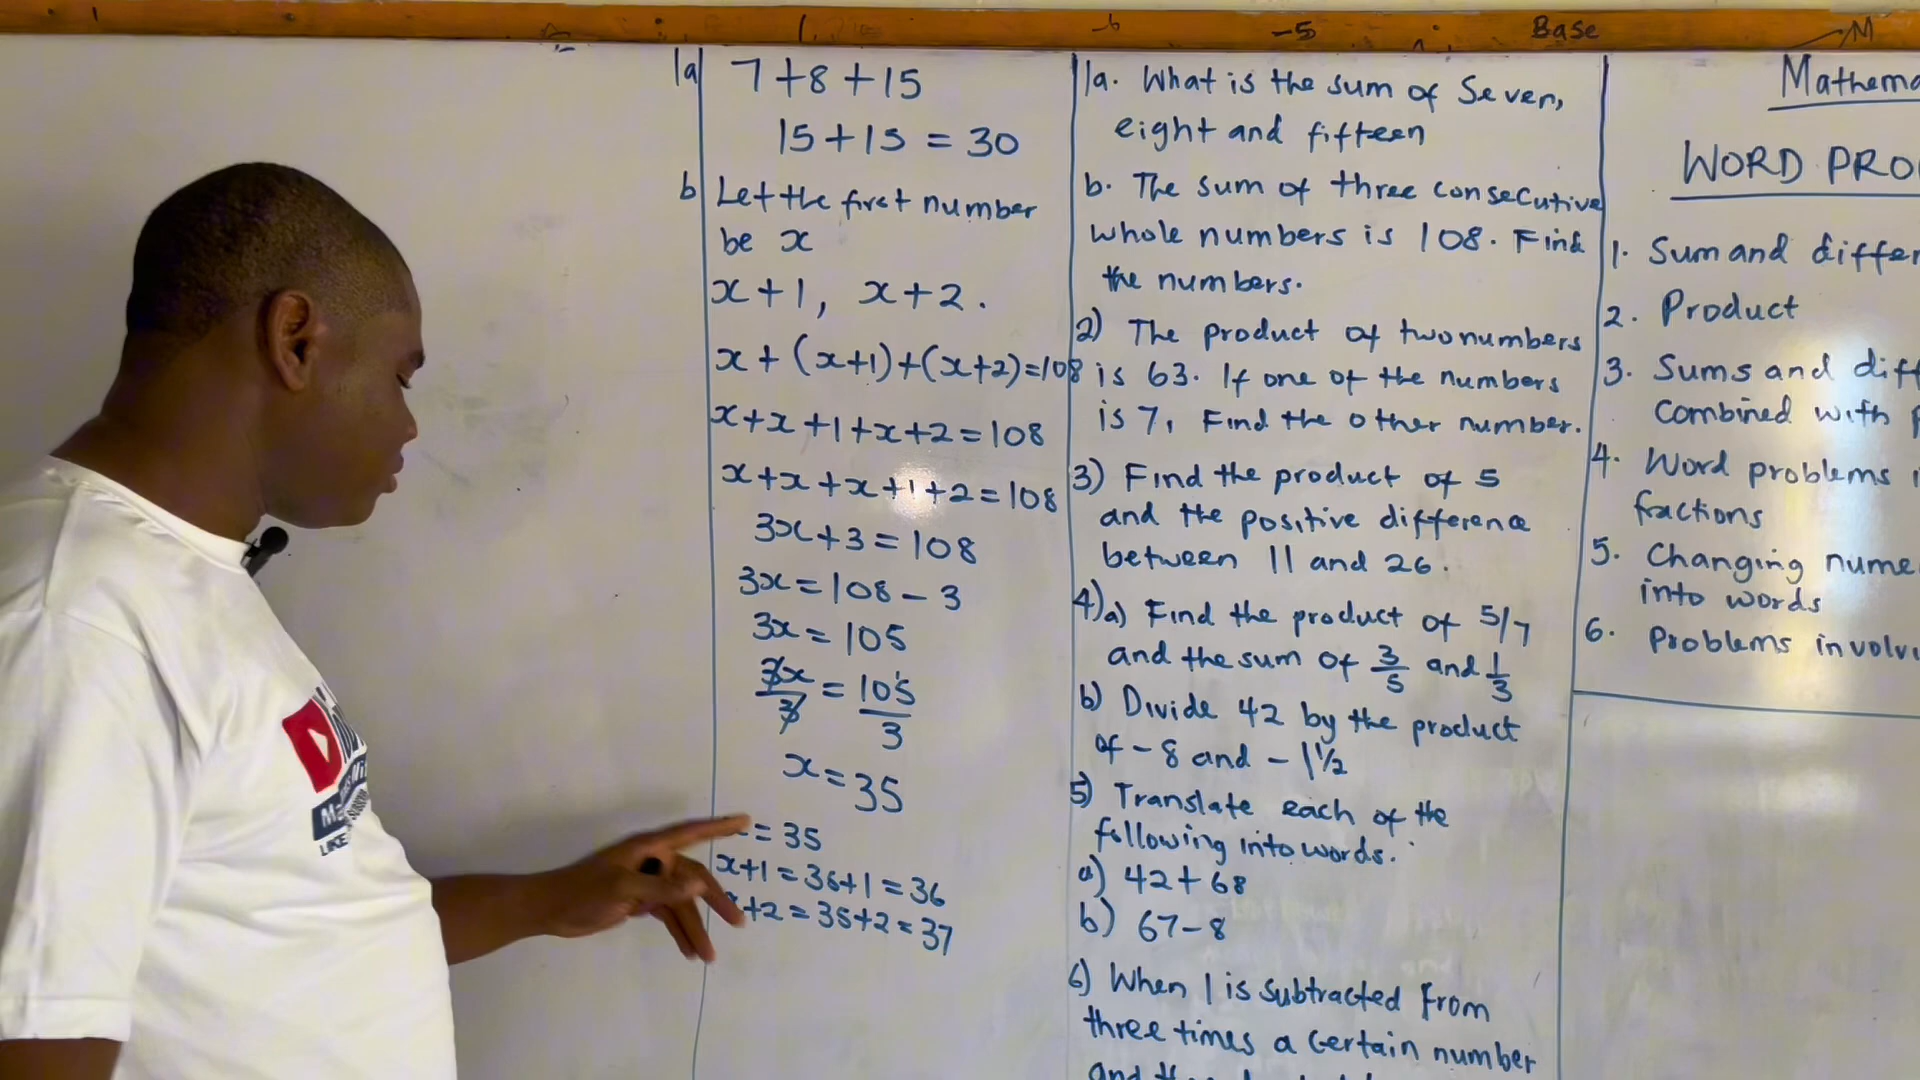 Base
M
-5
1a 7+8+15
15+15 = 30
b Let the first number
be x
x+1, x+2.
x + (x+1)+(x+2)=108
x+x+1+x+2=108
x+x+x+1+2=108
3x+3=108
3x=108-3
3x=105
3x/3 = 105/3
x=35
=35
x+1=36+1=36
+2=35+2=37
1a. What is the sum of Seven,
eight and fifteen
b. The sum of three consecutive
whole numbers is 108. Find
the numbers.
2) The product of two numbers
is 63. If one of the numbers
is 7, Find the other number.
3) Find the product of 5
and the positive difference
between 11 and 26.
4)a) Find the product of 5/7
and the sum of 3/5 and 1/3
b) Divide 42 by the product
of -8 and -1 1/2
5) Translate each of the
following into words.
a) 42+68
b) 67-8
6) When 1 is subtracted from
three times a certain number
Mathema
WORD PRO
1. Sum and differ
2. Product
3. Sums and diff
Combined with p
4. Word problems i
fractions
5. Changing nume
into words
6. Problems involvi